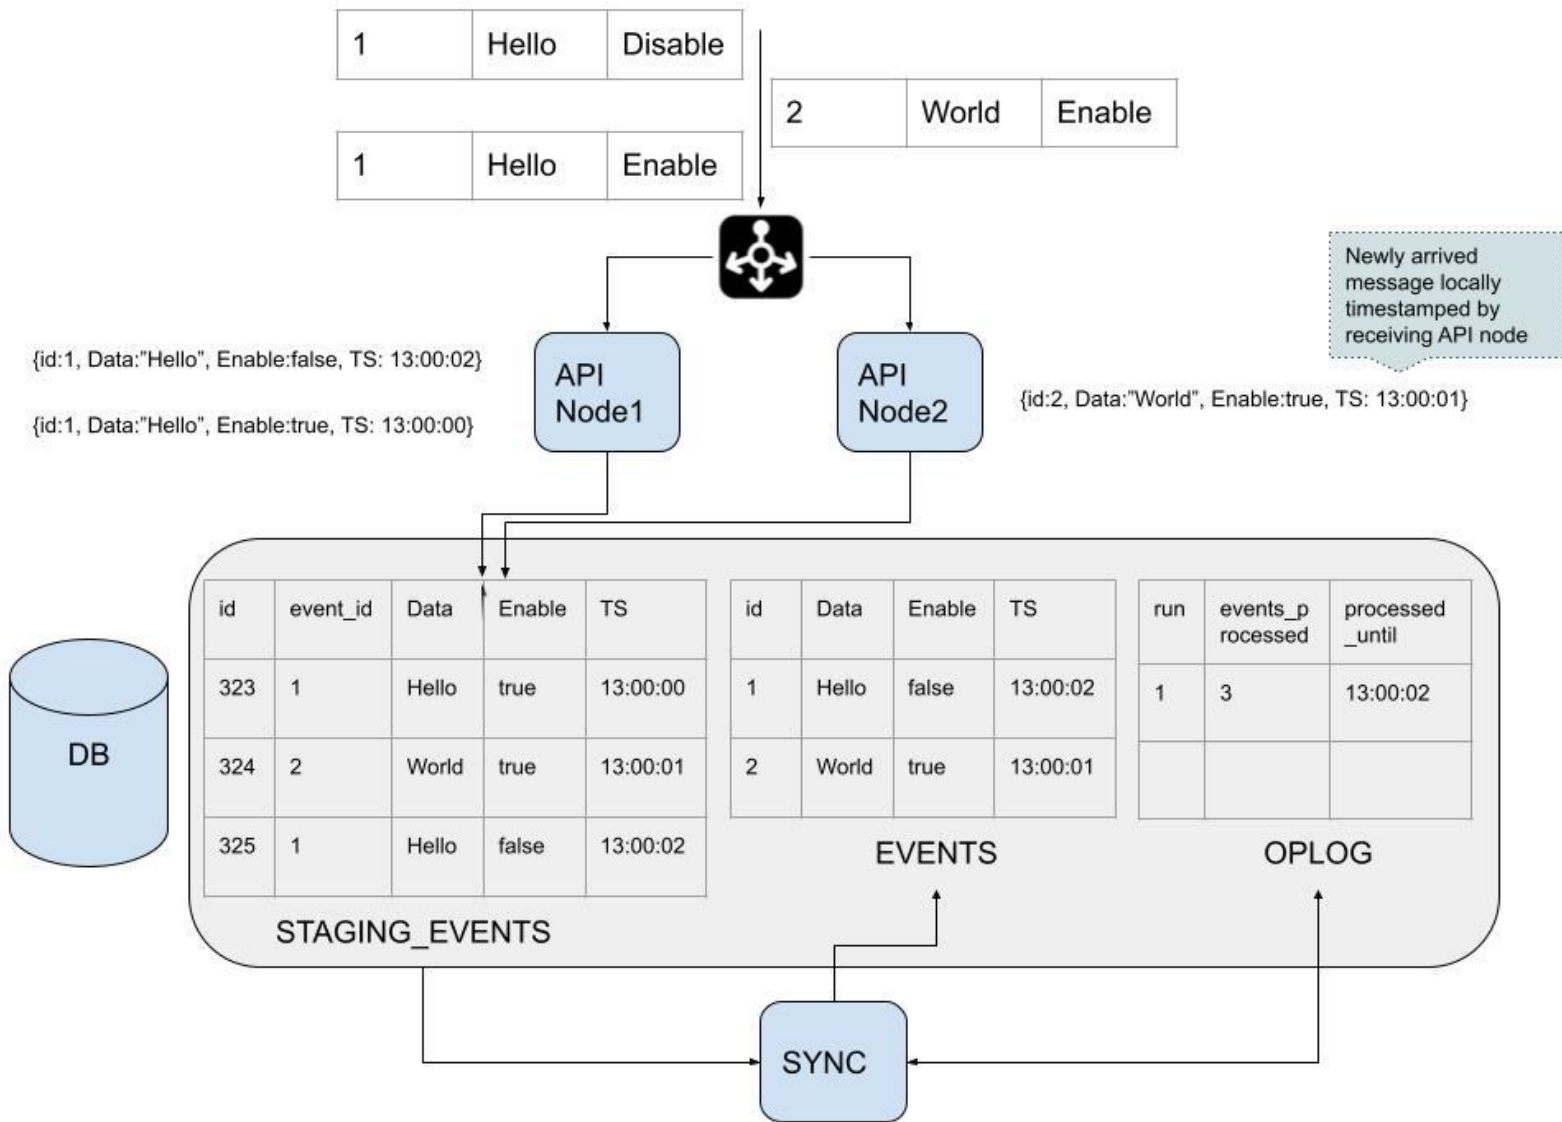 1 Hello Disable
2 World Enable
1 Hello Enable
Newly arrived
message locally
timestamped by
receiving API node
{id:1, Data:"Hello", Enable:false, TS: 13:00:02}
{id:1, Data:"Hello", Enable:true, TS: 13:00:00}
API
Node1
API
Node2
{id:2, Data:"World", Enable:true, TS: 13:00:01}
DB
id event_id Data Enable TS
323 1 Hello true 13:00:00
324 2 World true 13:00:01
325 1 Hello false 13:00:02
STAGING_EVENTS
id Data Enable TS
1 Hello false 13:00:02
2 World true 13:00:01
EVENTS
run events_p processed
rocessed _until
1 3 13:00:02
OPLOG
SYNC